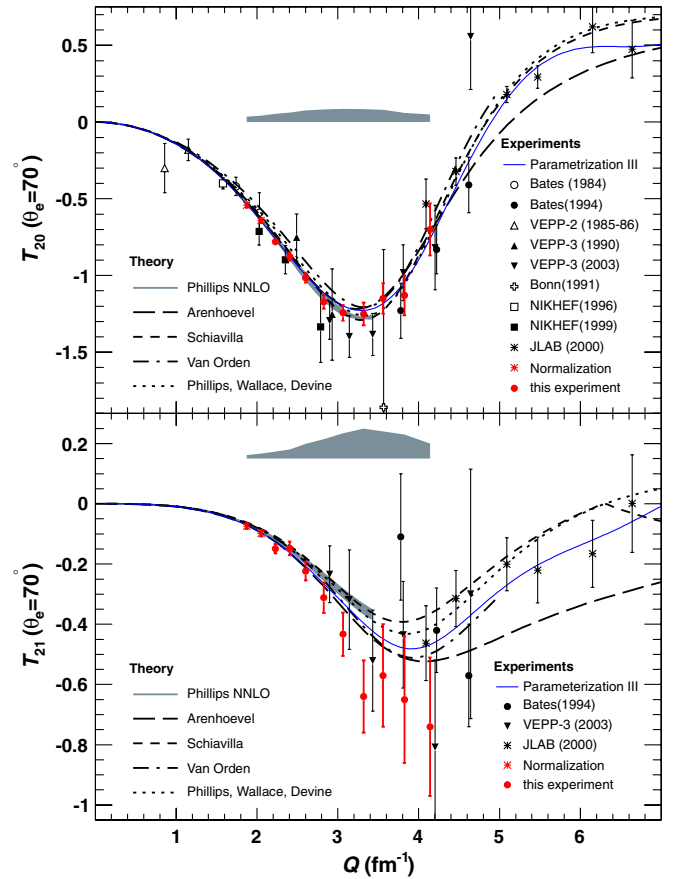 0.5
0
-0.5
-1
-1.5
T20 (θe=70°)
Theory
Phillips NNLO
Arenhoevel
Schiavilla
Van Orden
Phillips, Wallace, Devine
Experiments
Parametrization III
Bates (1984)
Bates(1994)
VEPP-2 (1985-86)
VEPP-3 (1990)
VEPP-3 (2003)
Bonn(1991)
NIKHEF(1996)
NIKHEF(1999)
JLAB (2000)
Normalization
this experiment
0.2
0
-0.2
-0.4
-0.6
-0.8
-1
T21 (θe=70°)
Theory
Phillips NNLO
Arenhoevel
Schiavilla
Van Orden
Phillips, Wallace, Devine
Experiments
Parameterization III
Bates(1994)
VEPP-3 (2003)
JLAB (2000)
Normalization
this experiment
1 2 3 4 5 6
Q (fm⁻¹)